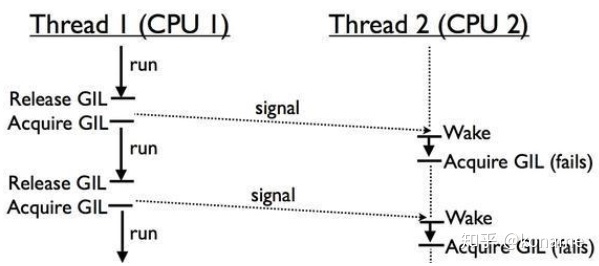 Thread 1 (CPU 1)
Thread 2 (CPU 2)
run
Release GIL
Acquire GIL
signal
Wake
run
Acquire GIL (fails)
Release GIL
Acquire GIL
signal
Wake
run
Acquire GIL (fails)
知乎